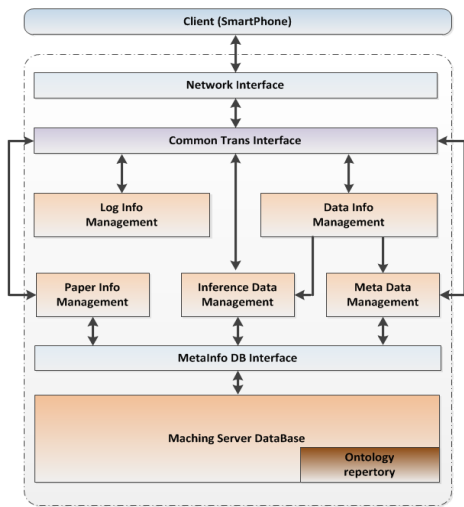 Client (SmartPhone)
Network Interface
Common Trans Interface
Log Info
Management
Data Info
Management
Paper Info
Management
Inference Data
Management
Meta Data
Management
MetaInfo DB Interface
Maching Server DataBase
Ontology
repertory